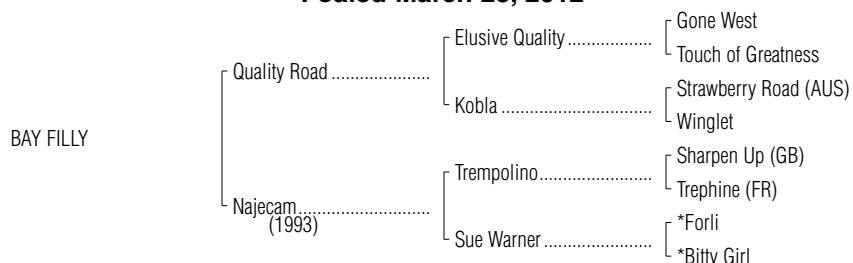 Foaled March 2012
Gone West
Elusive Quality
Touch of Greatness
Quality Road
Strawberry Road (AUS)
Kobla
Winglet
BAY FILLY
Sharpen Up (GB)
Trempolino
Trephine (FR)
Najecam
(1993)
*Forli
Sue Warner
*Bitty Girl